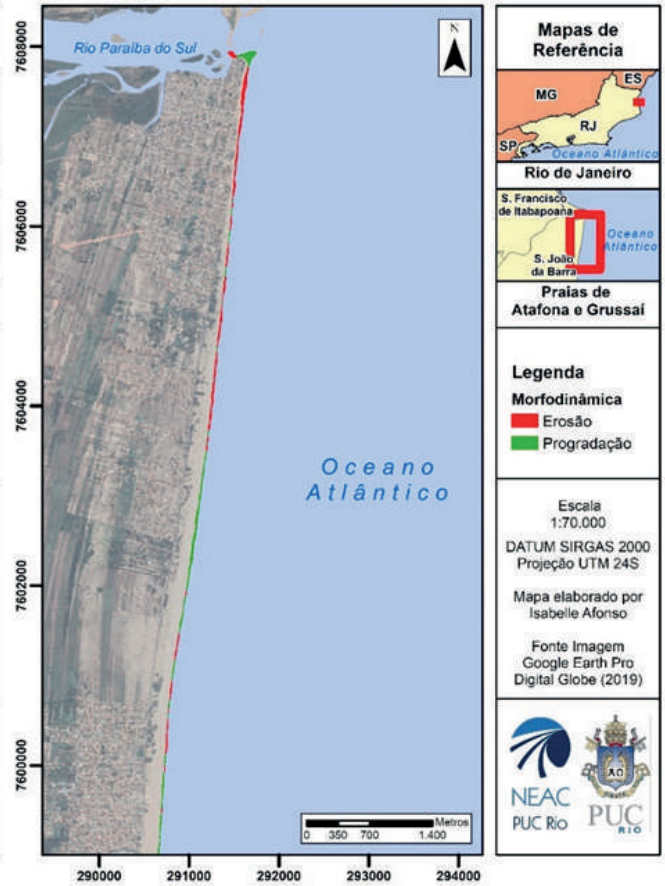 Rio Paraíba do Sul
N
Oceano
Atlântico
Metros
0 350 700 1.400
7608000
7606000
7604000
7602000
7600000
290000 291000 292000 293000 294000
Mapas de
Referência
ES
MG
RJ
SP
Oceano Atlântico
Rio de Janeiro
S. Francisco
de Itabapoana
Oceano
Atlântico
S. João
da Barra
Praias de
Atafona e Grussaí
Legenda
Morfodinâmica
Erosão
Progradação
Escala
1:70.000
DATUM SIRGAS 2000
Projeção UTM 24S
Mapa elaborado por
Isabelle Afonso
Fonte Imagem
Google Earth Pro
Digital Globe (2019)
NEAC
PUC Rio
PUC
RIO